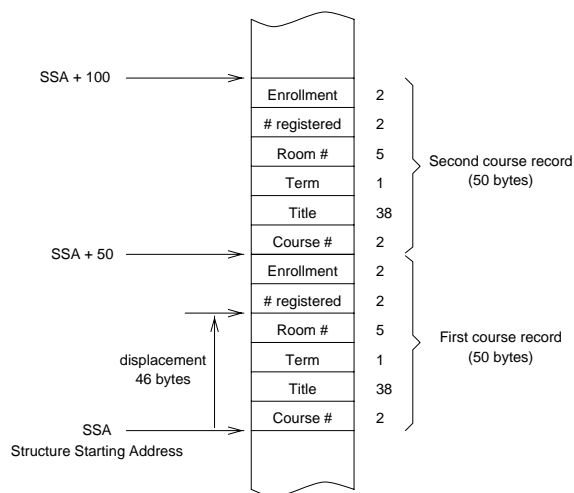 SSA + 100
Enrollment 2
# registered 2
Room # 5
Term 1
Title 38
Course # 2
Second course record
(50 bytes)
SSA + 50
Enrollment 2
# registered 2
Room # 5
Term 1
Title 38
Course # 2
First course record
(50 bytes)
displacement
46 bytes
SSA
Structure Starting Address